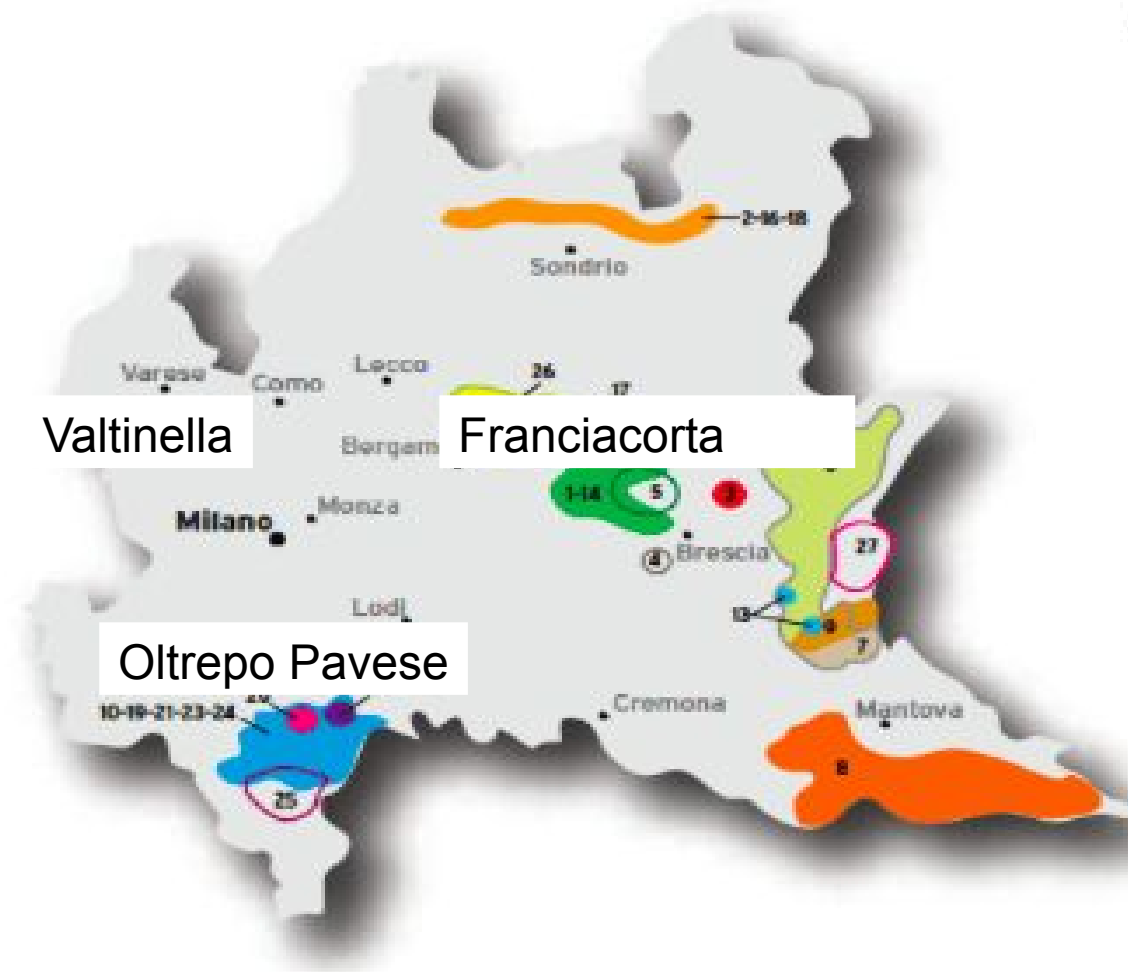 2-16-18
Sondrio
Varese
Como
Lecco
26
17
Valtinella
Bergam
Franciacorta
1-14
5
Milano
Monza
Brescia
4
27
Lodi
13
9
7
Oltrepo Pavese
10-19-21-23-24
Cremona
Mantova
8
25